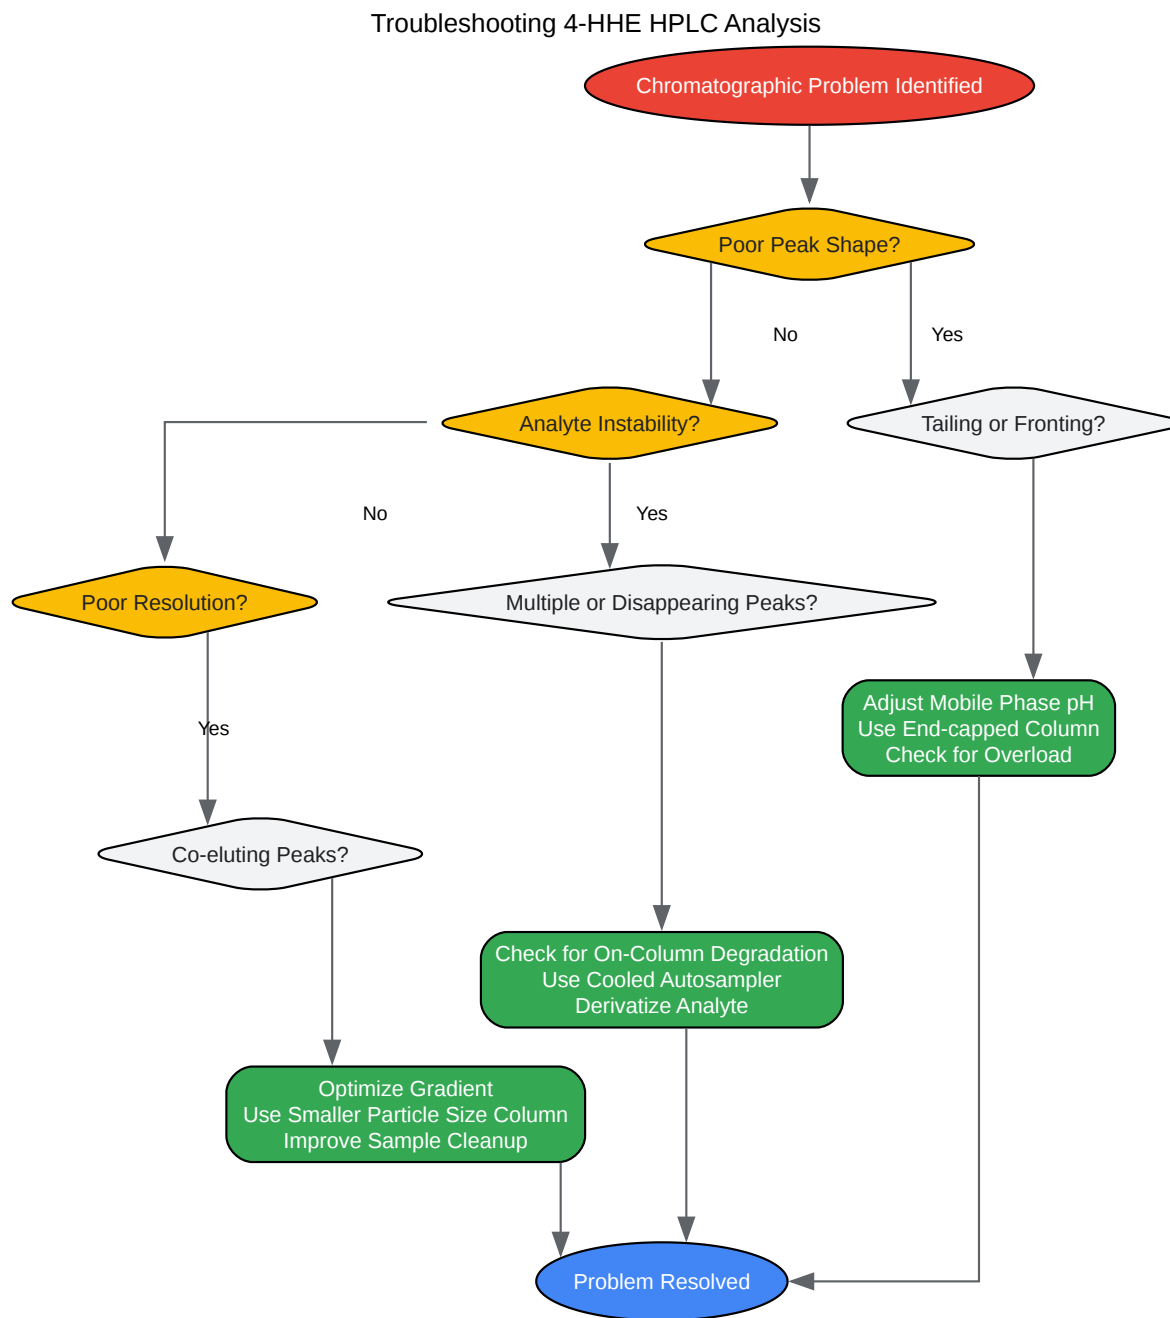 Troubleshooting 4-HHE HPLC Analysis
Chromatographic Problem Identified
Poor Peak Shape?
No
Yes
Analyte Instability?
Tailing or Fronting?
No
Yes
Poor Resolution?
Multiple or Disappearing Peaks?
Adjust Mobile Phase pH
Use End-capped Column
Check for Overload
Yes
Co-eluting Peaks?
Check for On-Column Degradation
Use Cooled Autosampler
Derivatize Analyte
Optimize Gradient
Use Smaller Particle Size Column
Improve Sample Cleanup
Problem Resolved